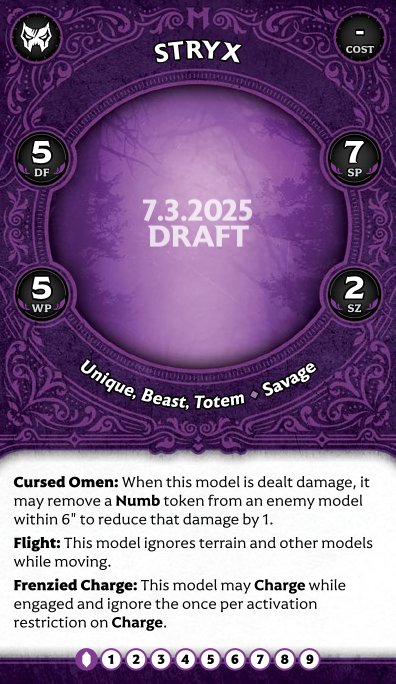 STRYX
-
COST
5
DF
7
SP
7.3.2025
DRAFT
5
WP
2
SZ
Unique, Beast, Totem ⬥ Savage
Cursed Omen: When this model is dealt damage, it
may remove a Numb token from an enemy model
within 6" to reduce that damage by 1.
Flight: This model ignores terrain and other models
while moving.
Frenzied Charge: This model may Charge while
engaged and ignore the once per activation
restriction on Charge.
1 2 3 4 5 6 7 8 9